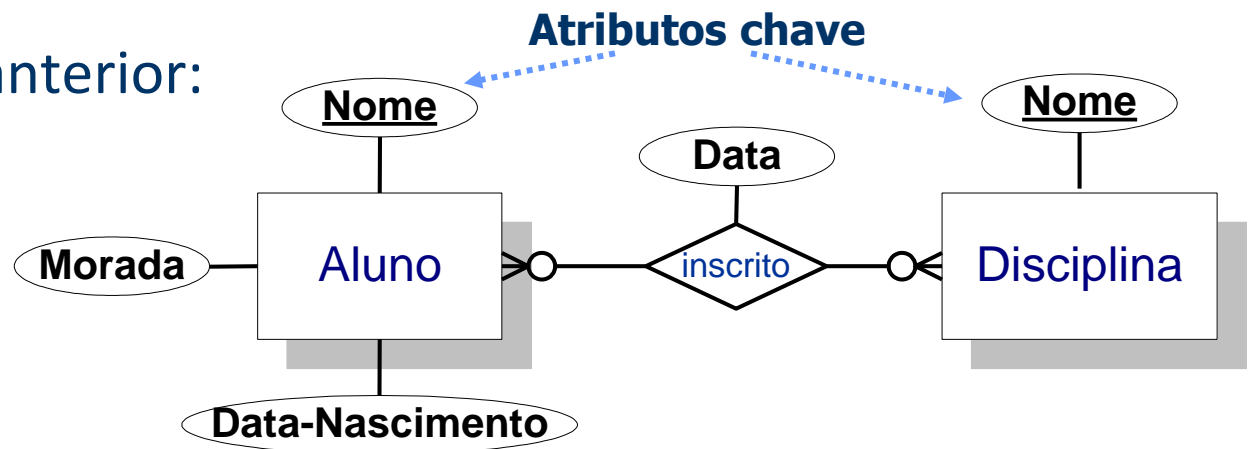 Atributos chave
anterior:
Nome
Nome
Data
Morada
Aluno
inscrito
Disciplina
Data-Nascimento